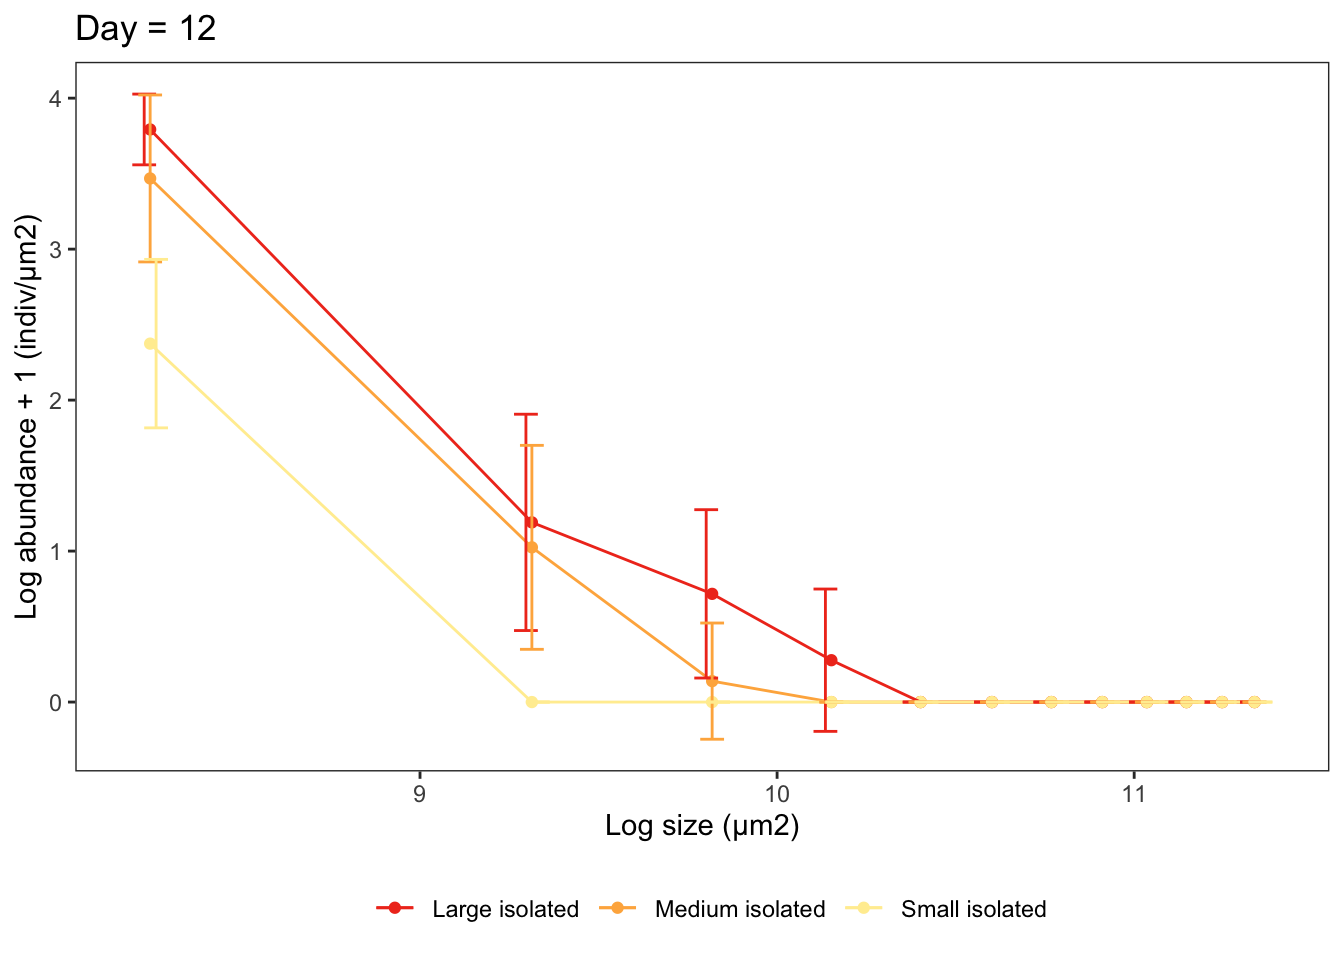 Day = 12
Log abundance + 1 (indiv/µm2)
4
3
2
1
0
9 10 11
Log size (µm2)
Large isolated Medium isolated Small isolated